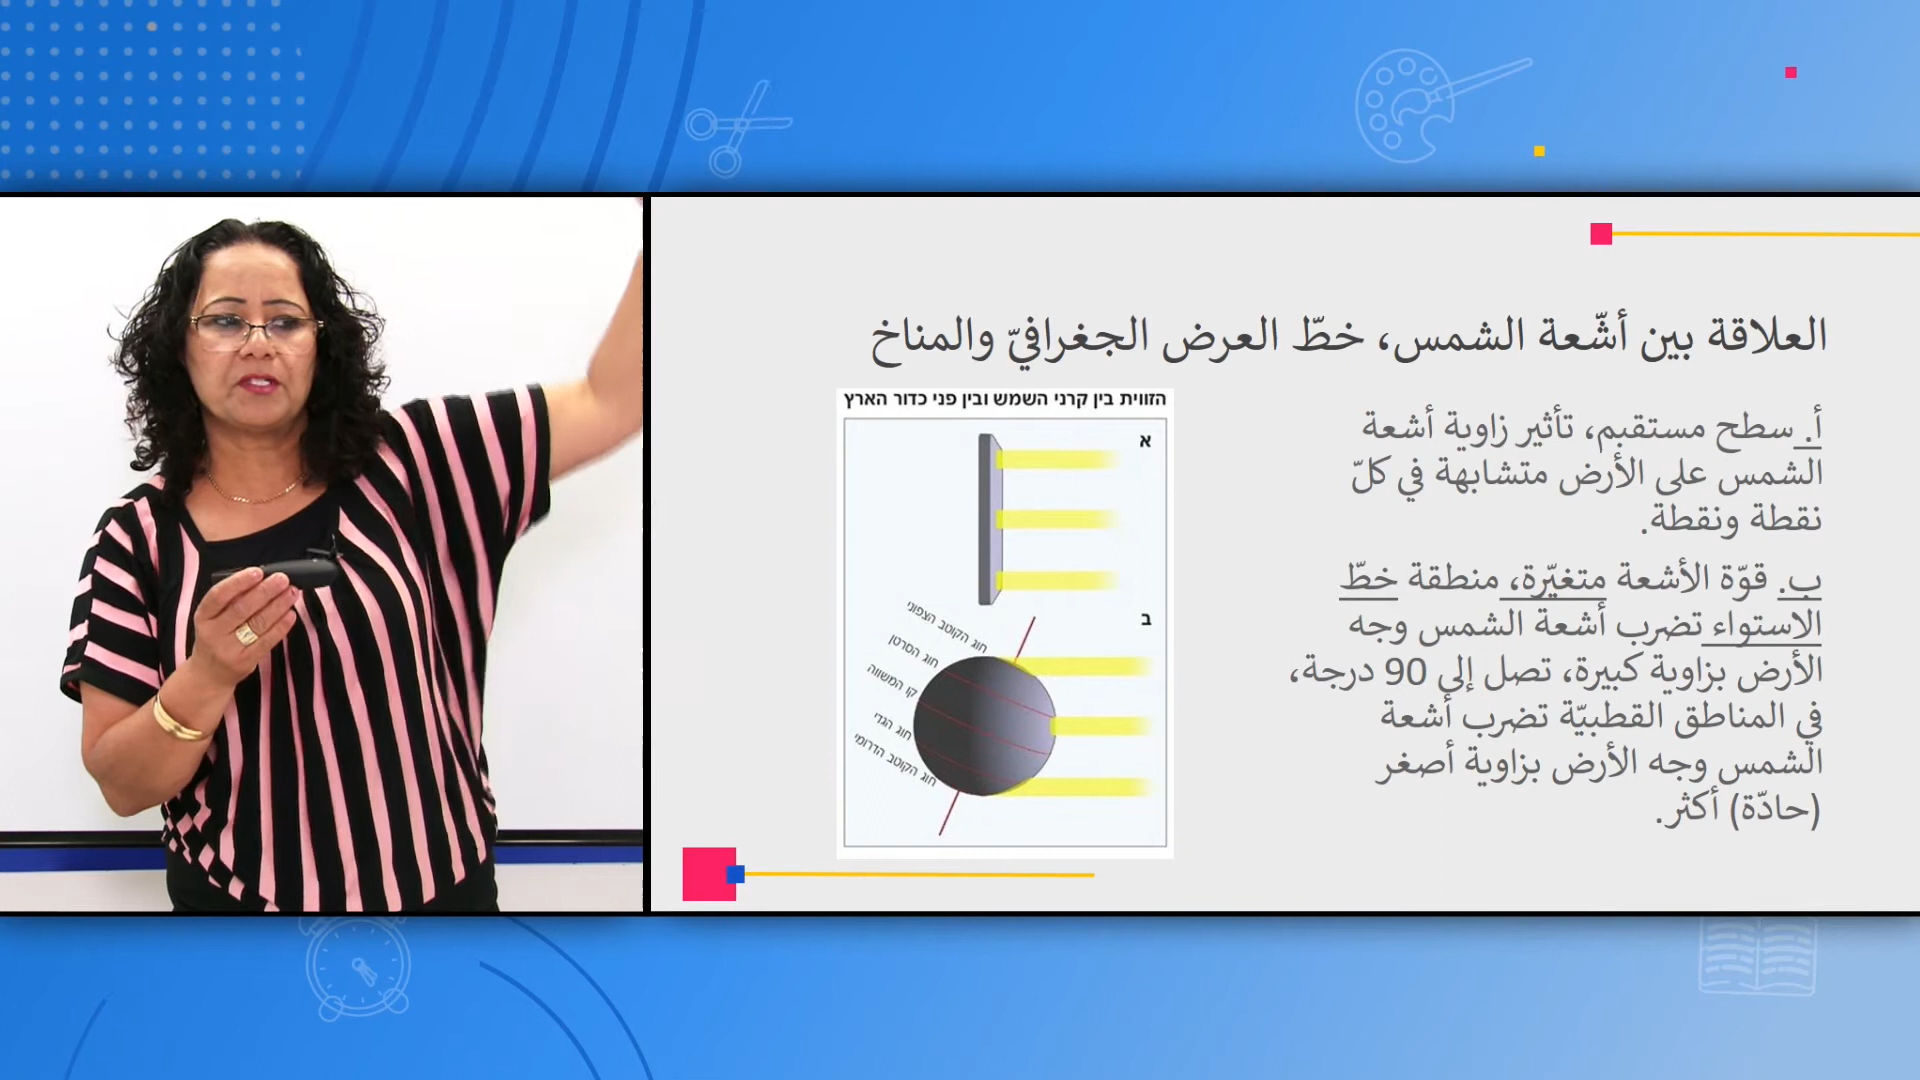 العلاقة بين أشّعة الشمس، خطّ العرض الجغرافيّ والمناخ
أ. سطح مستقبم، تأثير زاوية أشعة
الشمس على الأرض متشابهة في كلّ
نقطة ونقطة.
ب. قوّة الأشعة متغيّرة، منطقة خطّ
الاستواء تضرب أشعة الشمس وجه
الأرض بزاوية كبيرة، تصل إلى 90 درجة،
في المناطق القطبيّة تضرب أشعة
الشمس وجه الأرض بزاوية أصغر
(حادّة) أكثر.
הזווית בין קרני השמש ובין פני כדור הארץ
א
ב
חוג הקוטב הצפוני
חוג הסרטן
קו המשווה
חוג הגדי
חוג הקוטב הדרומי